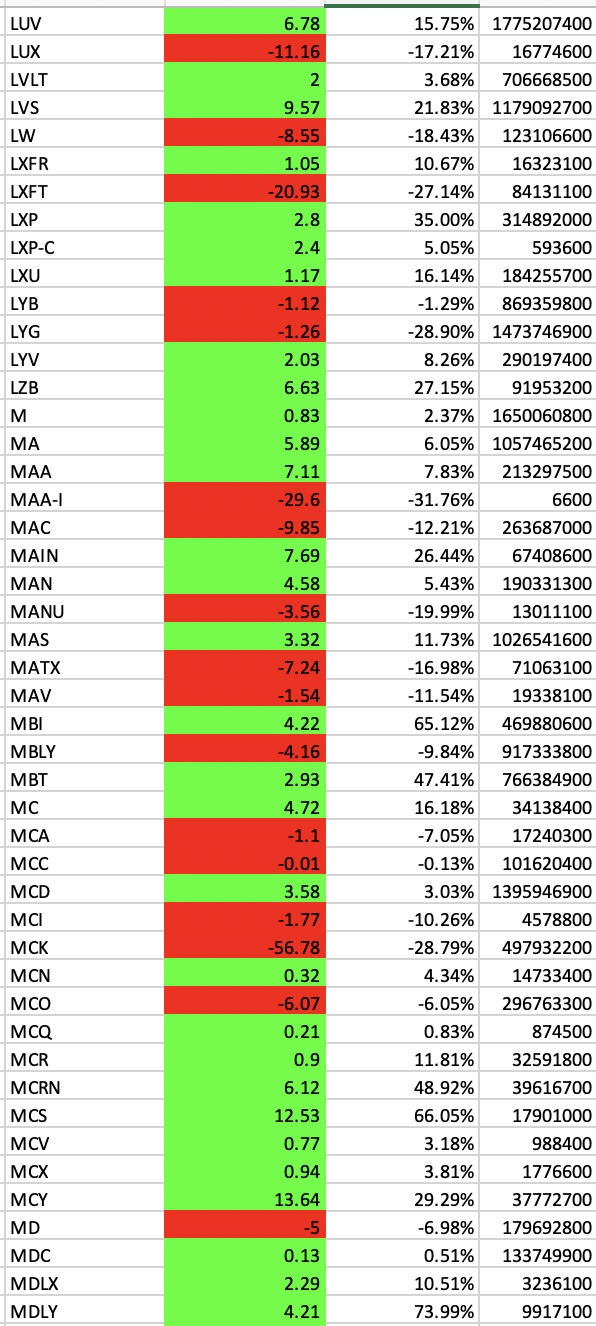 LUV 6.78 15.75% 1775207400
LUX -11.16 -17.21% 16774600
LVLT 2 3.68% 706668500
LVS 9.57 21.83% 1179092700
LW -8.55 -18.43% 123106600
LXFR 1.05 10.67% 16323100
LXFT -20.93 -27.14% 84131100
LXP 2.8 35.00% 314892000
LXP-C 2.4 5.05% 593600
LXU 1.17 16.14% 184255700
LYB -1.12 -1.29% 869359800
LYG -1.26 -28.90% 1473746900
LYV 2.03 8.26% 290197400
LZB 6.63 27.15% 91953200
M 0.83 2.37% 1650060800
MA 5.89 6.05% 1057465200
MAA 7.11 7.83% 213297500
MAA-I -29.6 -31.76% 6600
MAC -9.85 -12.21% 263687000
MAIN 7.69 26.44% 67408600
MAN 4.58 5.43% 190331300
MANU -3.56 -19.99% 13011100
MAS 3.32 11.73% 1026541600
MATX -7.24 -16.98% 71063100
MAV -1.54 -11.54% 19338100
MBI 4.22 65.12% 469880600
MBLY -4.16 -9.84% 917333800
MBT 2.93 47.41% 766384900
MC 4.72 16.18% 34138400
MCA -1.1 -7.05% 17240300
MCC -0.01 -0.13% 101620400
MCD 3.58 3.03% 1395946900
MCI -1.77 -10.26% 4578800
MCK -56.78 -28.79% 497932200
MCN 0.32 4.34% 14733400
MCO -6.07 -6.05% 296763300
MCQ 0.21 0.83% 874500
MCR 0.9 11.81% 32591800
MCRN 6.12 48.92% 39616700
MCS 12.53 66.05% 17901000
MCV 0.77 3.18% 988400
MCX 0.94 3.81% 1776600
MCY 13.64 29.29% 37772700
MD -5 -6.98% 179692800
MDC 0.13 0.51% 133749900
MDLX 2.29 10.51% 3236100
MDLY 4.21 73.99% 9917100